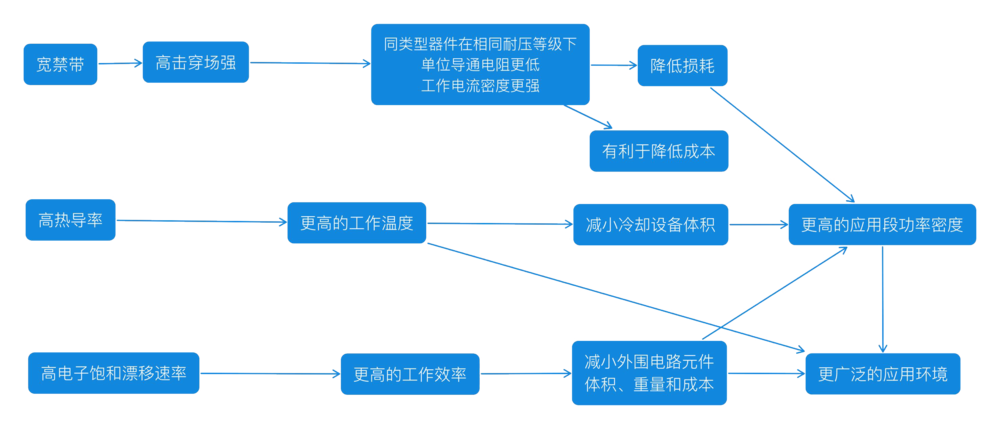 宽禁带
高击穿场强
同类型器件在相同耐压等级下
单位导通电阻更低
工作电流密度更强
降低损耗
有利于降低成本
高热导率
更高的工作温度
减小冷却设备体积
更高的应用段功率密度
高电子饱和漂移速率
更高的工作效率
减小外围电路元件
体积、重量和成本
更广泛的应用环境